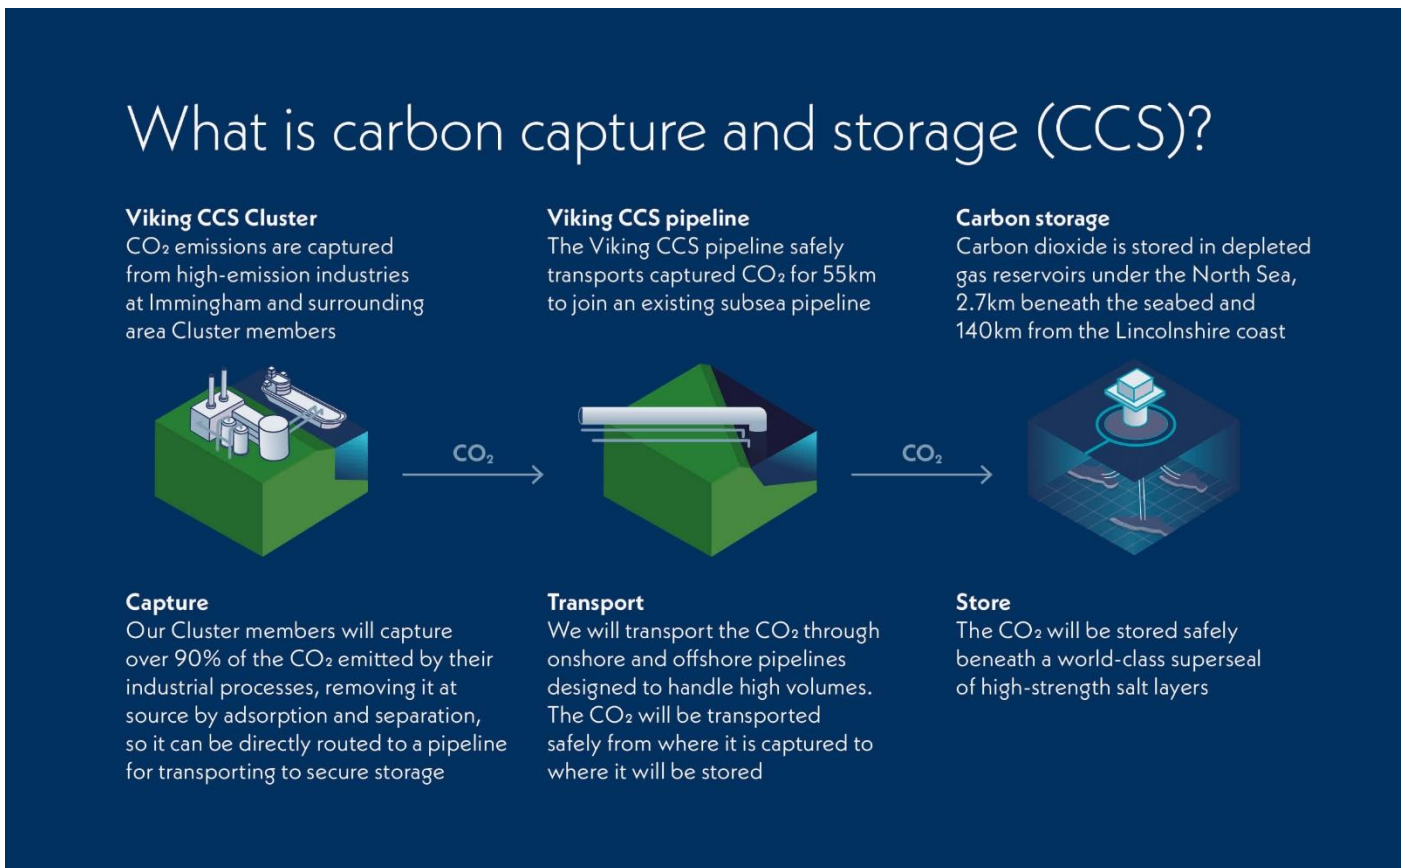 What is carbon capture and storage (CCS)?
Viking CCS Cluster
CO₂ emissions are captured
from high-emission industries
at Immingham and surrounding
area Cluster members
Viking CCS pipeline
The Viking CCS pipeline safely
transports captured CO₂ for 55km
to join an existing subsea pipeline
Carbon storage
Carbon dioxide is stored in depleted
gas reservoirs under the North Sea,
2.7km beneath the seabed and
140km from the Lincolnshire coast
CO₂
CO₂
Capture
Our Cluster members will capture
over 90% of the CO₂ emitted by their
industrial processes, removing it at
source by adsorption and separation,
so it can be directly routed to a pipeline
for transporting to secure storage
Transport
We will transport the CO₂ through
onshore and offshore pipelines
designed to handle high volumes.
The CO₂ will be transported
safely from where it is captured to
where it will be stored
Store
The CO₂ will be stored safely
beneath a world-class superseal
of high-strength salt layers